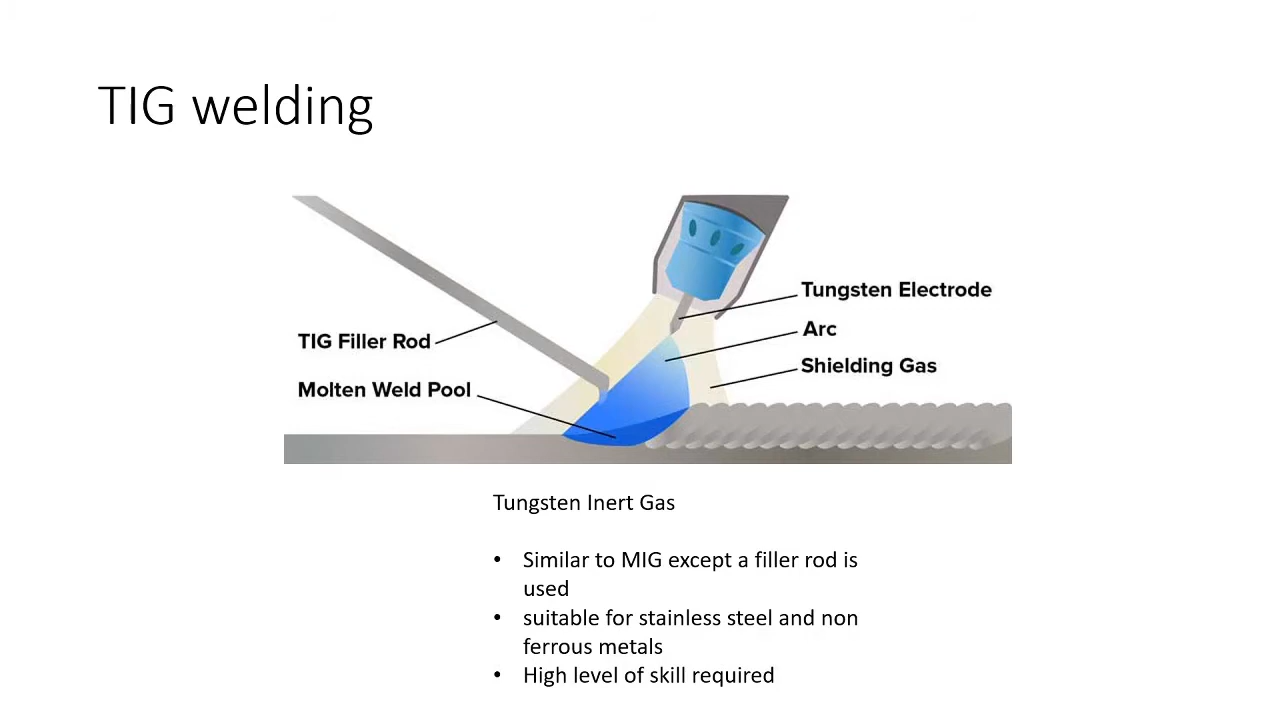 TIG welding
Tungsten Electrode
Arc
TIG Filler Rod
Shielding Gas
Molten Weld Pool
Tungsten Inert Gas
• Similar to MIG except a filler rod is
used
• suitable for stainless steel and non
ferrous metals
• High level of skill required